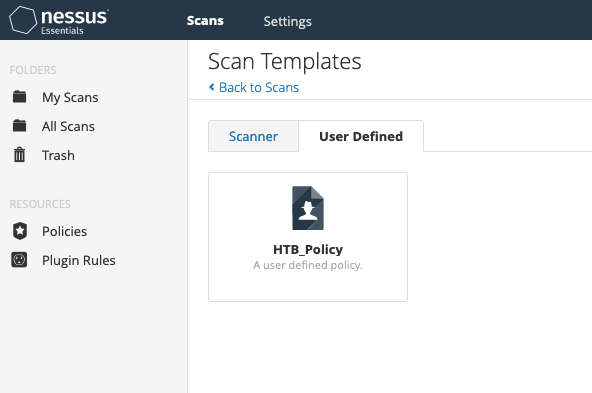 nessus
Essentials
Scans
Settings
FOLDERS
My Scans
All Scans
Trash
RESOURCES
Policies
Plugin Rules
Scan Templates
Back to Scans
Scanner
User Defined
HTB_Policy
A user defined policy.